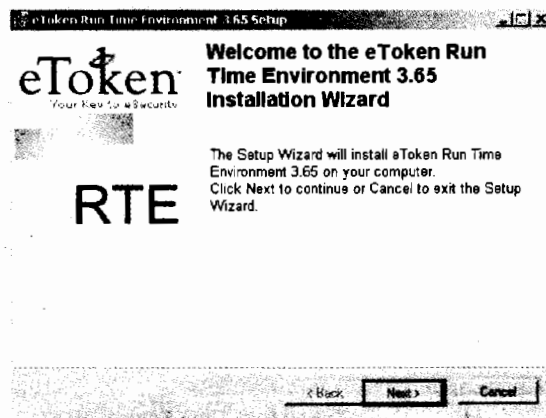 eToken Run Time Environment 3.65 Setup
eToken
Your Key to eSecurity
RTE
Welcome to the eToken Run
Time Environment 3.65
Installation Wizard
The Setup Wizard will install eToken Run Time
Environment 3.65 on your computer.
Click Next to continue or Cancel to exit the Setup
Wizard.
< Back
Next >
Cancel